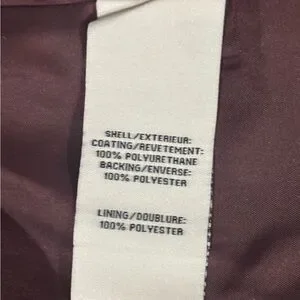 SHELL/EXTERIEUR:
COATING/REVETEMENT:
100% POLYURETHANE
BACKING/ENVERSE:
100% POLYESTER
LINING/DOUBLURE:
100% POLYESTER